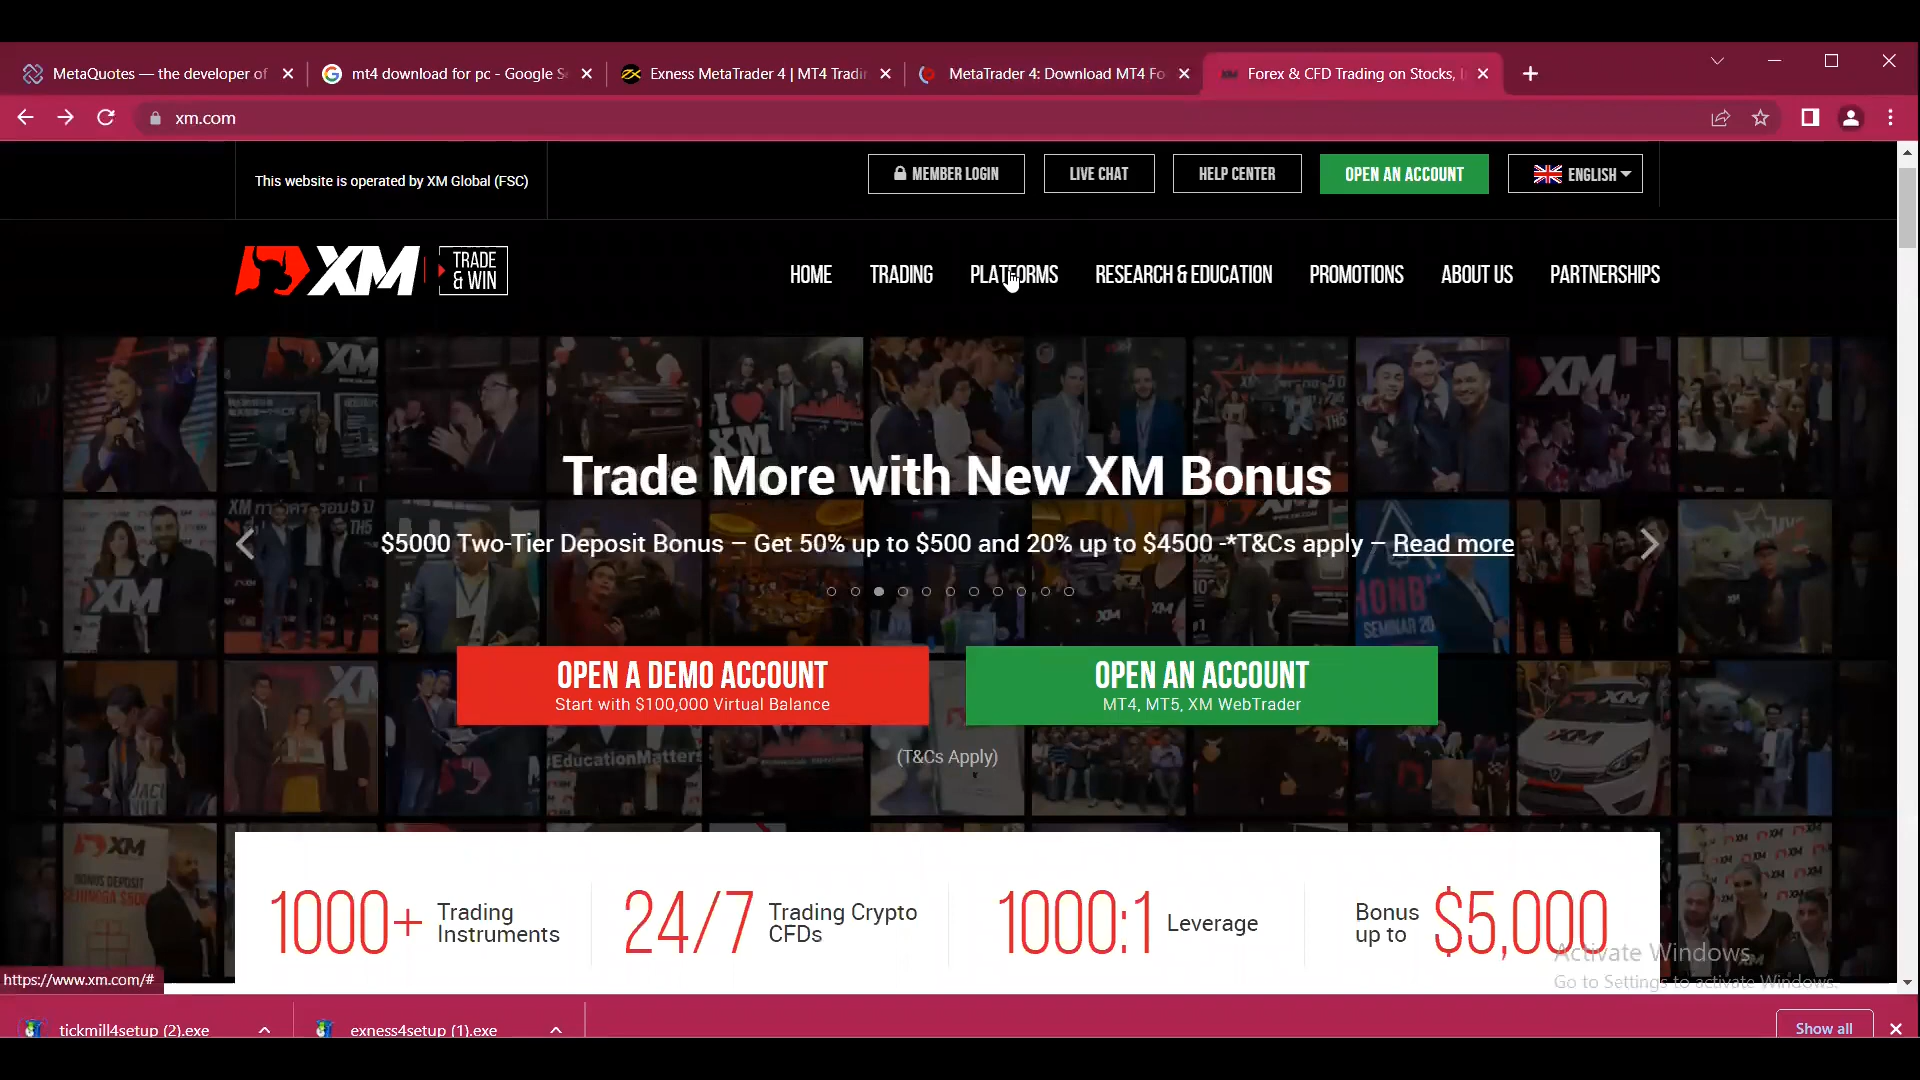 MetaQuotes — the developer of
mt4 download for pc - Google S
Exness MetaTrader 4 | MT4 Tradi
MetaTrader 4: Download MT4 Fo
Forex & CFD Trading on Stocks,
xm.com
This website is operated by XM Global (FSC)
MEMBER LOGIN
LIVE CHAT
HELP CENTER
OPEN AN ACCOUNT
ENGLISH
XM
TRADE
& WIN
HOME
TRADING
PLATFORMS
RESEARCH & EDUCATION
PROMOTIONS
ABOUT US
PARTNERSHIPS
Trade More with New XM Bonus
$5000 Two-Tier Deposit Bonus – Get 50% up to $500 and 20% up to $4500 -*T&Cs apply – Read more
OPEN A DEMO ACCOUNT
Start with $100,000 Virtual Balance
OPEN AN ACCOUNT
MT4, MT5, XM WebTrader
(T&Cs Apply)
1000+ Trading
Instruments
24/7 Trading Crypto
CFDs
1000:1 Leverage
Bonus
up to $5,000
Activate Windows
Go to Settings to activate Windows.
https://www.xm.com/#
tickmill4setup (2).exe
exness4setup (1).exe
Show all